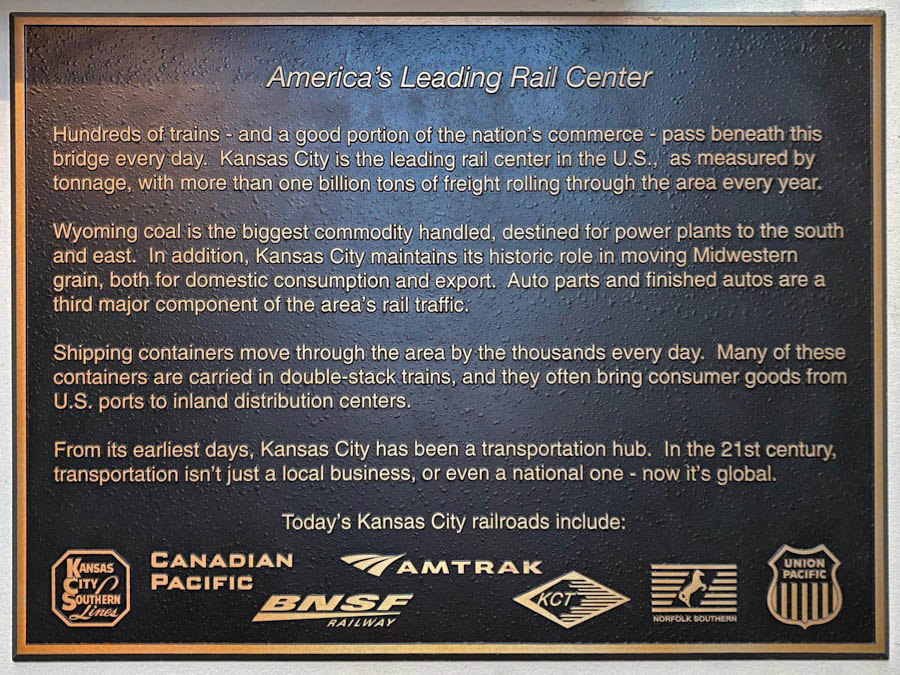 America's Leading Rail Center
Hundreds of trains - and a good portion of the nation's commerce - pass beneath this
bridge every day. Kansas City is the leading rail center in the U.S., as measured by
tonnage, with more than one billion tons of freight rolling through the area every year.
Wyoming coal is the biggest commodity handled, destined for power plants to the south
and east. In addition, Kansas City maintains its historic role in moving Midwestern
grain, both for domestic consumption and export. Auto parts and finished autos are a
third major component of the area's rail traffic.
Shipping containers move through the area by the thousands every day. Many of these
containers are carried in double-stack trains, and they often bring consumer goods from
U.S. ports to inland distribution centers.
From its earliest days, Kansas City has been a transportation hub. In the 21st century,
transportation isn't just a local business, or even a national one - now it's global.
Today's Kansas City railroads include:
KANSAS
CITY
SOUTHERN
Lines
CANADIAN
PACIFIC
AMTRAK
BNSF
RAILWAY
KCT
NORFOLK SOUTHERN
UNION
PACIFIC